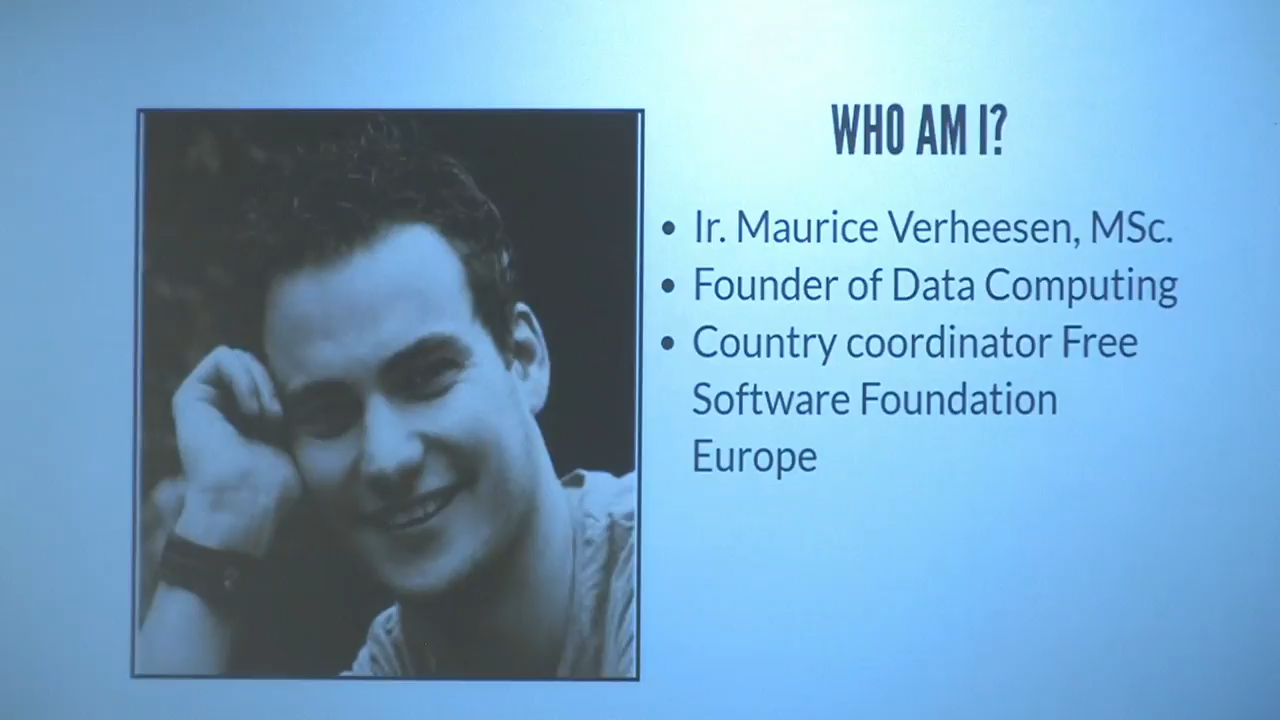 WHO AM I?
• Ir. Maurice Verheesen, MSc.
• Founder of Data Computing
• Country coordinator Free
Software Foundation
Europe